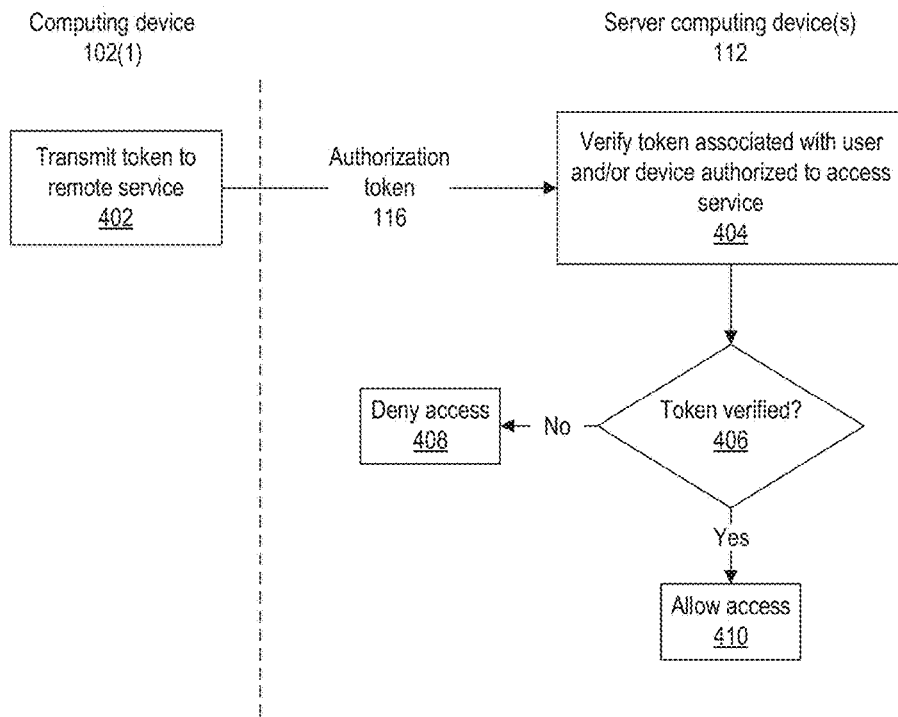 Computing device
102(1)
Server computing device(s)
112
Transmit token to
remote service
402
Authorization
token
116
Verify token associated with user
and/or device authorized to access
service
404
Token verified?
406
No
Deny access
408
Yes
Allow access
410